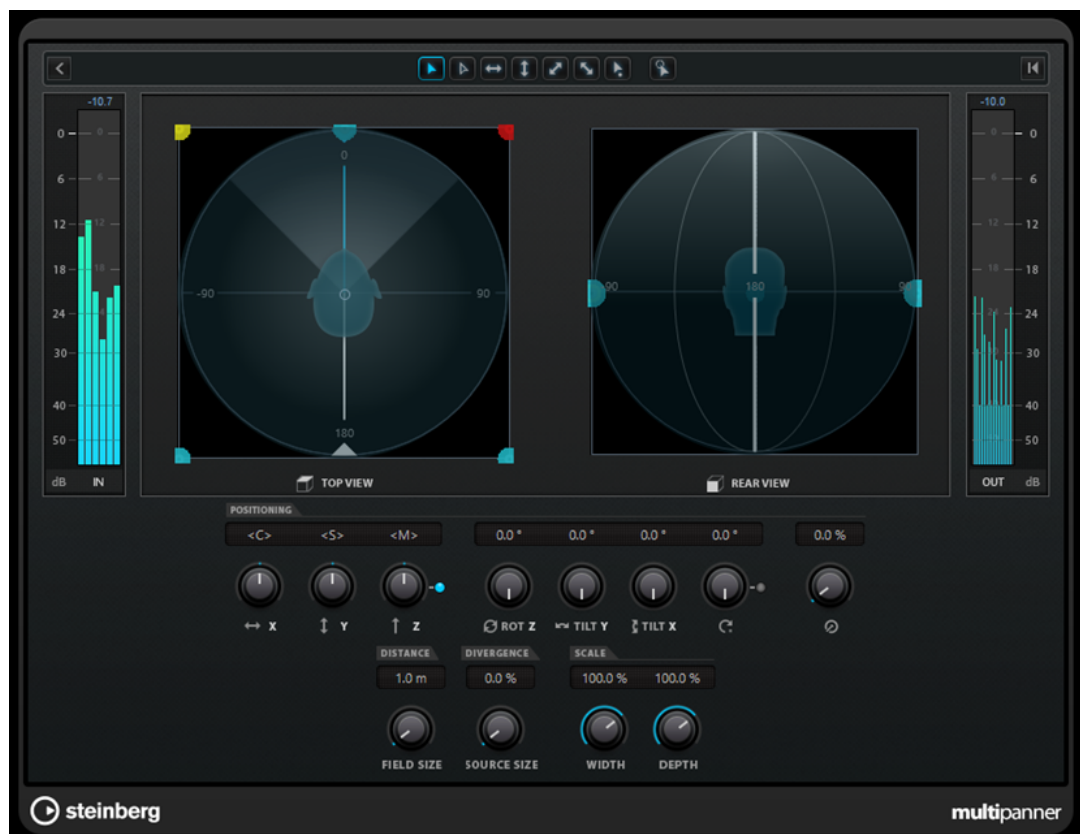 -10.7
-10.0
0 0 0 0
6 6 6 6
12 12 12 12
18 18 18 18
24 24
30 30
40 40
50 50
dB IN
OUT dB
0
-90 90
180
90 180
TOP VIEW
REAR VIEW
POSITIONING
<C> <S> <M> 0.0 ° 0.0 ° 0.0 ° 0.0 ° 0.0 %
X Y Z ROT Z TILT Y TILT X
DISTANCE DIVERGENCE SCALE
1.0 m 0.0 % 100.0 % 100.0 %
FIELD SIZE SOURCE SIZE WIDTH DEPTH
steinberg
multipanner